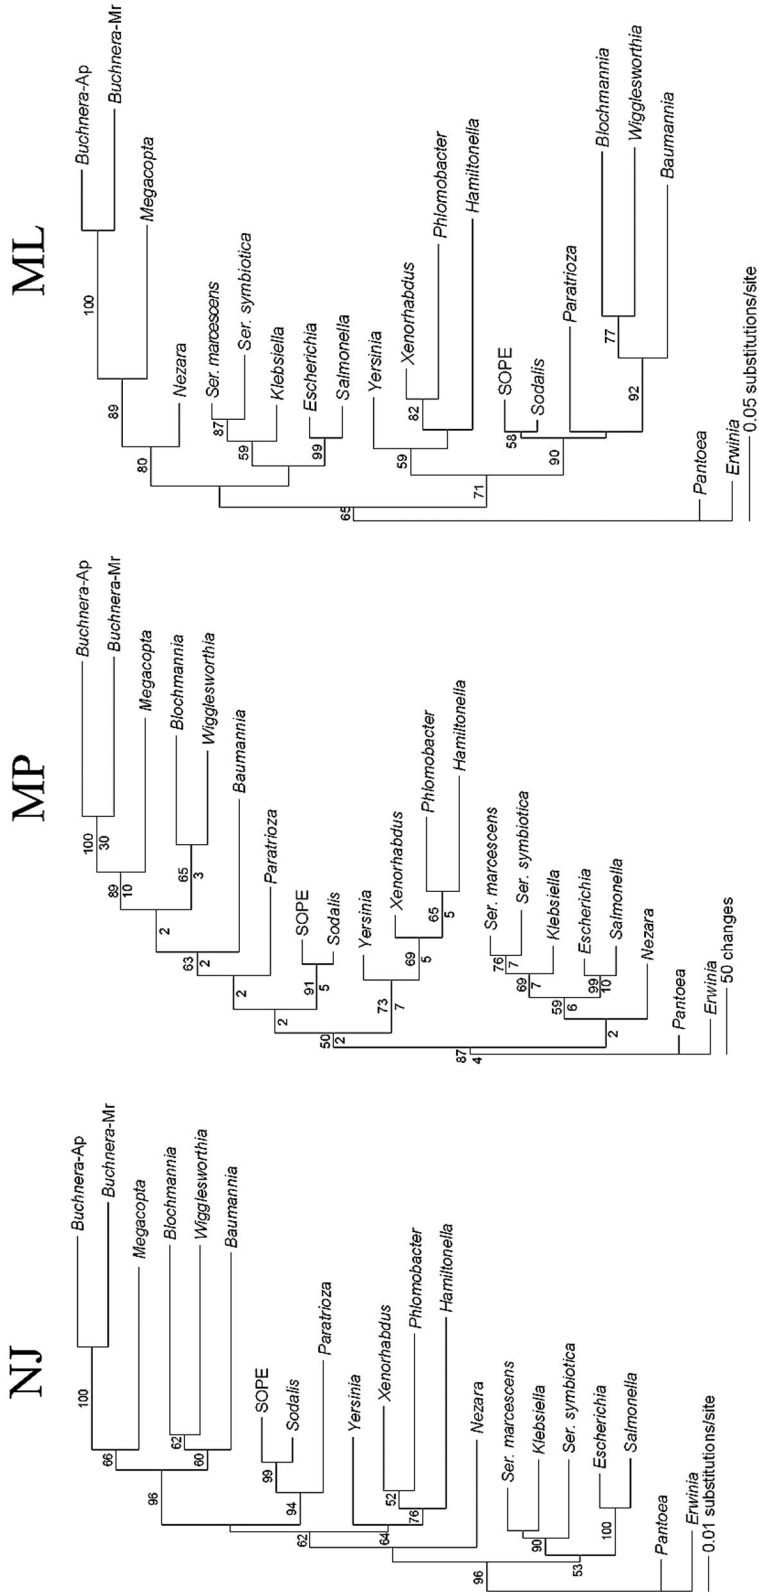 NJ
Buchnera-Ap
100
Buchnera-Mr
66
Megacopta
96
Blochmannia
62
Wigglesworthia
60
Baumannia
SOPE
99
Sodalis
94
Paratrioza
62
Yersinia
64
Xenorhabdus
52
Phlomobacter
76
Hamiltonella
Nezara
96
Ser. marcescens
Klebsiella
90
Ser. symbiotica
53
Escherichia
100
Salmonella
Pantoea
Erwinia
0.01 substitutions/site
MP
Buchnera-Ap
100
30
Buchnera-Mr
89
10
Megacopta
2
Blochmannia
65
3
Wigglesworthia
63
2
Baumannia
2
Paratrioza
2
SOPE
91
5
Sodalis
50
2
Yersinia
73
7
Xenorhabdus
69
5
Phlomobacter
65
5
Hamiltonella
87
4
Ser. marcescens
76
7
Ser. symbiotica
69
7
Klebsiella
59
6
Escherichia
99
10
Salmonella
2
Nezara
Pantoea
Erwinia
50 changes
ML
Buchnera-Ap
100
Buchnera-Mr
89
Megacopta
80
Nezara
Ser. marcescens
87
Ser. symbiotica
59
Klebsiella
Escherichia
99
Salmonella
65
Yersinia
59
Xenorhabdus
82
Phlomobacter
Hamiltonella
71
SOPE
58
Sodalis
90
Paratrioza
Blochmannia
77
Wigglesworthia
92
Baumannia
Pantoea
Erwinia
0.05 substitutions/site